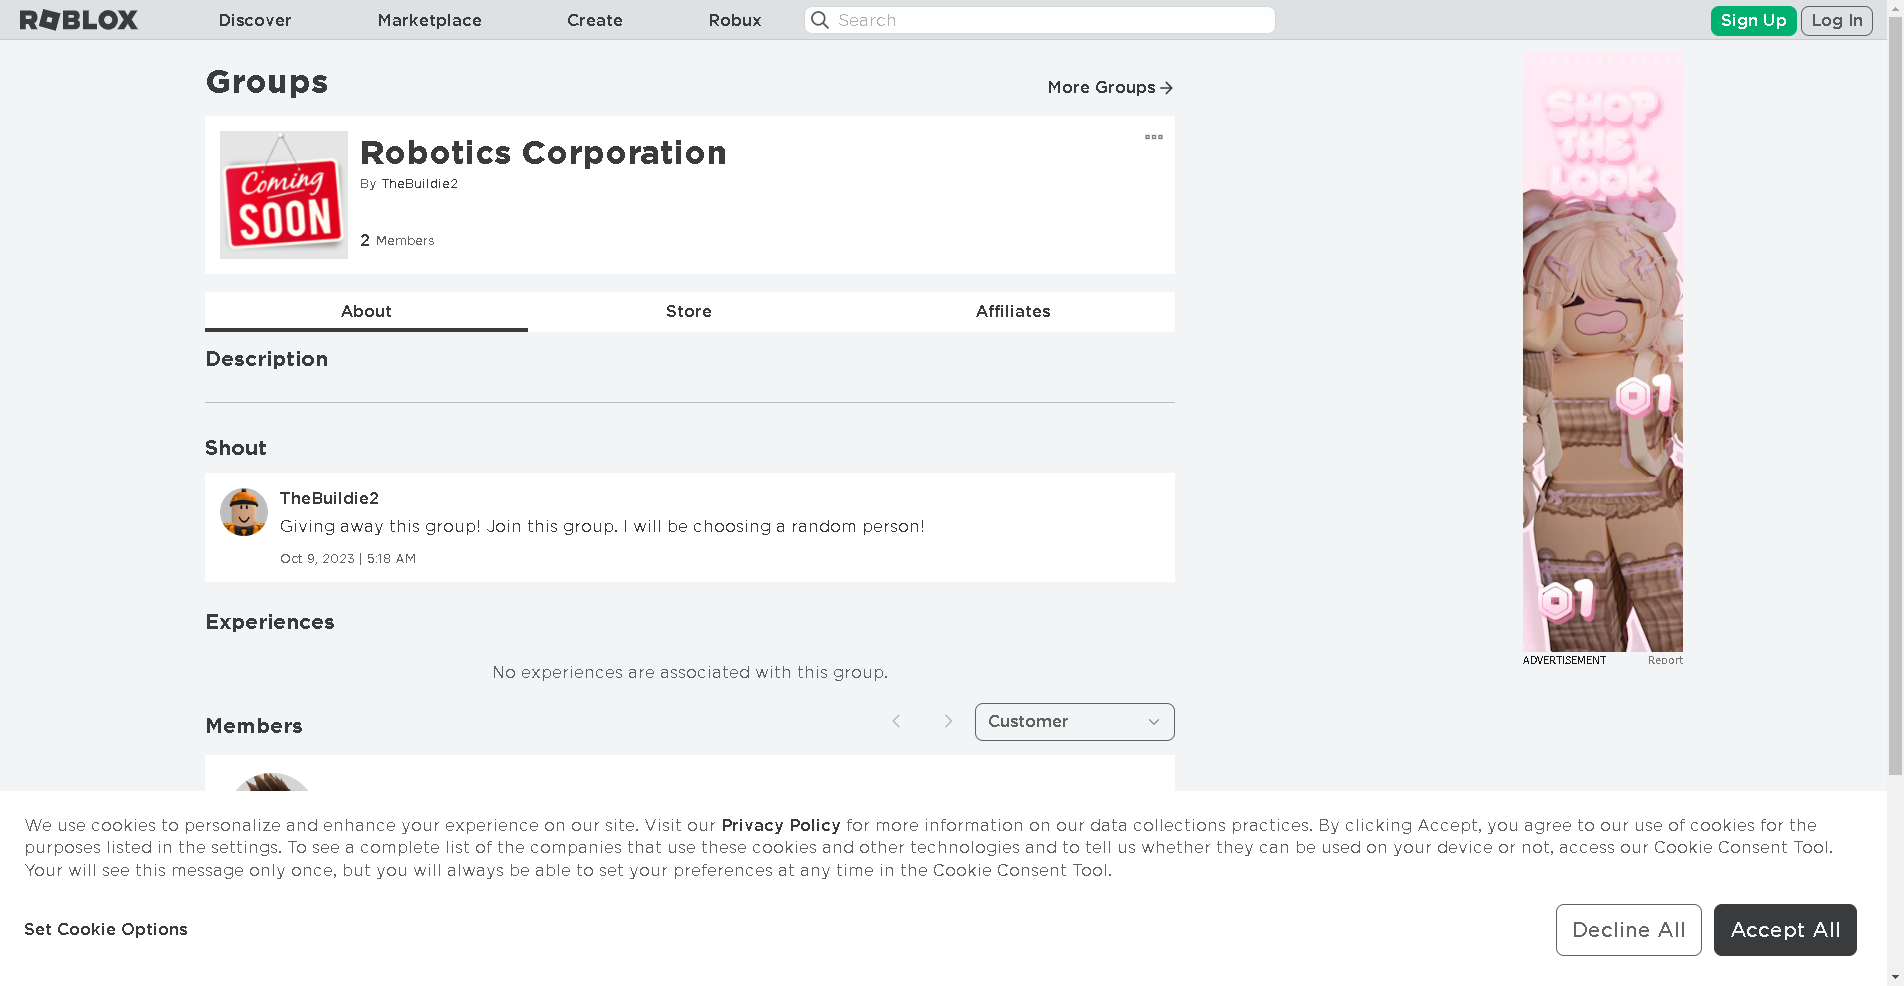 ROBLOX
Discover
Marketplace
Create
Robux
Search
Sign Up
Log In
Groups
More Groups
Coming
SOON
Robotics Corporation
By TheBuildie2
2 Members
About
Store
Affiliates
Description
Shout
TheBuildie2
Giving away this group! Join this group. I will be choosing a random person!
Oct 9, 2023 | 5:18 AM
Experiences
No experiences are associated with this group.
Members
Customer
SHOP
THE
LOOK
1
1
ADVERTISEMENT
Report
We use cookies to personalize and enhance your experience on our site. Visit our Privacy Policy for more information on our data collections practices. By clicking Accept, you agree to our use of cookies for the
purposes listed in the settings. To see a complete list of the companies that use these cookies and other technologies and to tell us whether they can be used on your device or not, access our Cookie Consent Tool.
Your will see this message only once, but you will always be able to set your preferences at any time in the Cookie Consent Tool.
Set Cookie Options
Decline All
Accept All